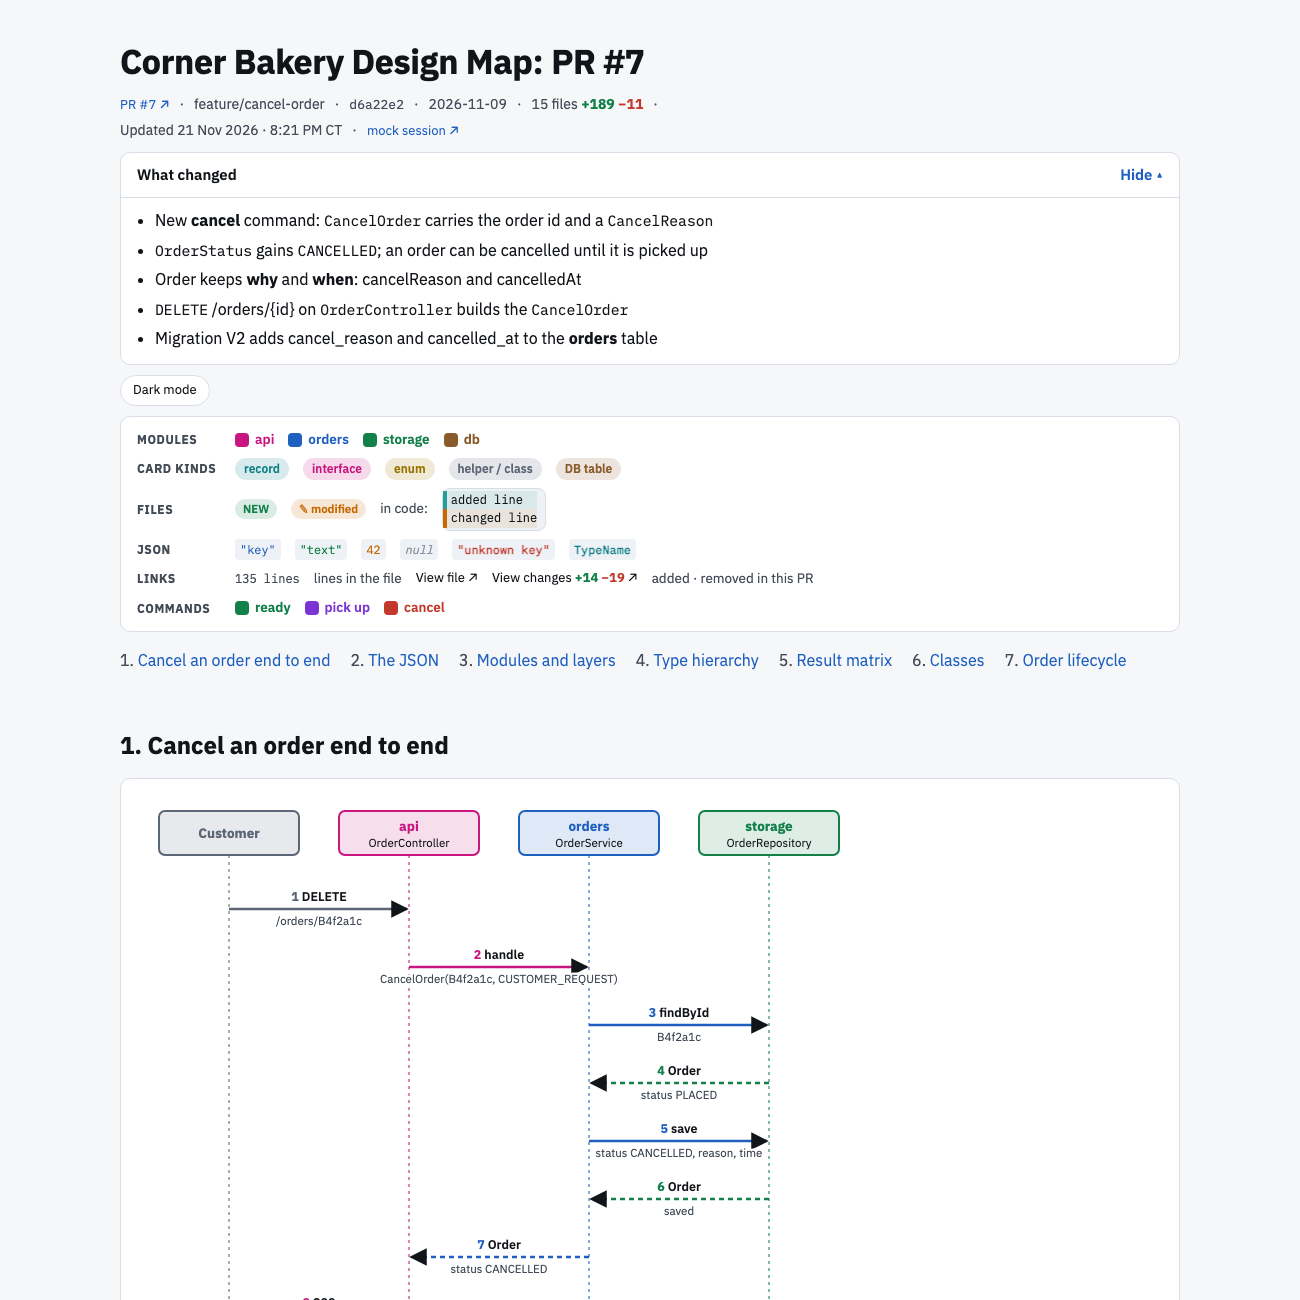 Corner Bakery Design Map: PR #7
PR #7 ↗ · feature/cancel-order · d6a22e2 · 2026-11-09 · 15 files +189 −11 ·
Updated 21 Nov 2026 · 8:21 PM CT · mock session ↗
What changed
Hide ▴
• New cancel command: CancelOrder carries the order id and a CancelReason
• OrderStatus gains CANCELLED; an order can be cancelled until it is picked up
• Order keeps why and when: cancelReason and cancelledAt
• DELETE /orders/{id} on OrderController builds the CancelOrder
• Migration V2 adds cancel_reason and cancelled_at to the orders table
Dark mode
MODULES api orders storage db
CARD KINDS record interface enum helper / class DB table
FILES NEW ✎ modified in code: added line
changed line
JSON "key" "text" 42 null "unknown key" TypeName
LINKS 135 lines lines in the file View file ↗ View changes +14 −19 ↗ added · removed in this PR
COMMANDS ready pick up cancel
1. Cancel an order end to end 2. The JSON 3. Modules and layers 4. Type hierarchy 5. Result matrix 6. Classes 7. Order lifecycle
1. Cancel an order end to end
Customer
api
OrderController
orders
OrderService
storage
OrderRepository
1 DELETE
/orders/B4f2a1c
2 handle
CancelOrder(B4f2a1c, CUSTOMER_REQUEST)
3 findById
B4f2a1c
4 Order
status PLACED
5 save
status CANCELLED, reason, time
6 Order
saved
7 Order
status CANCELLED